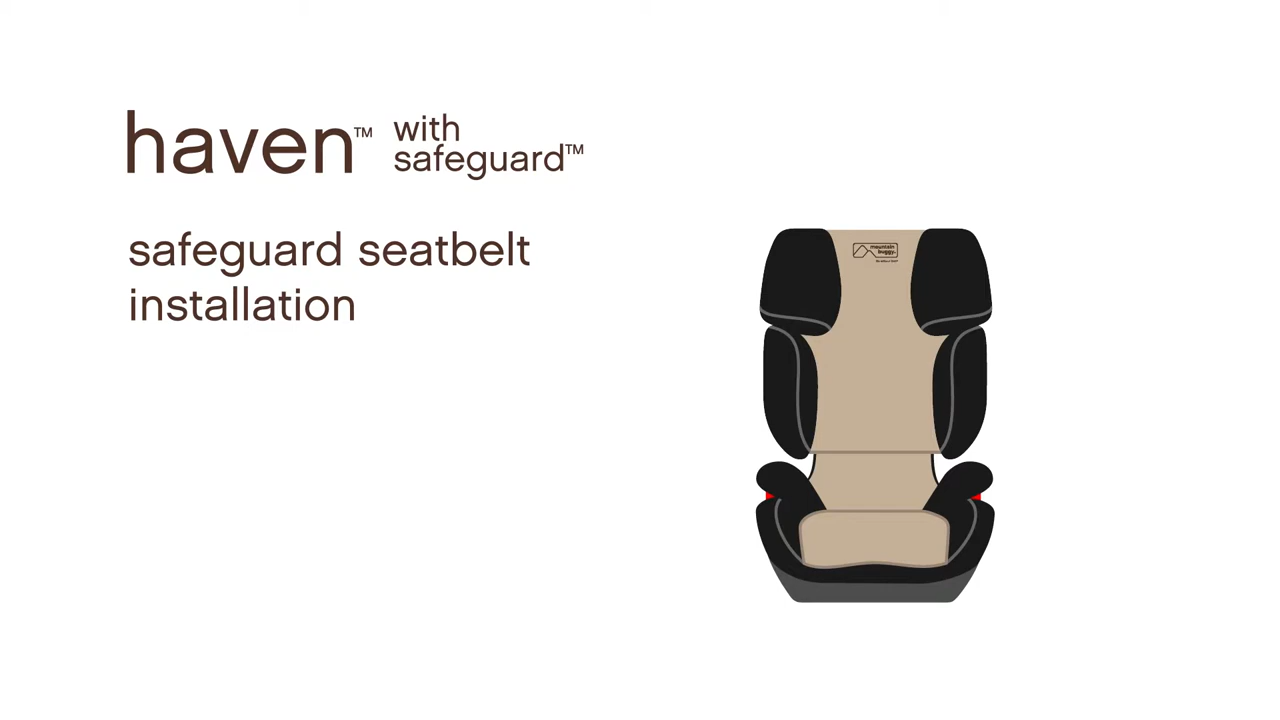 haven™ with
safeguard™
safeguard seatbelt
installation
mountain
buggy